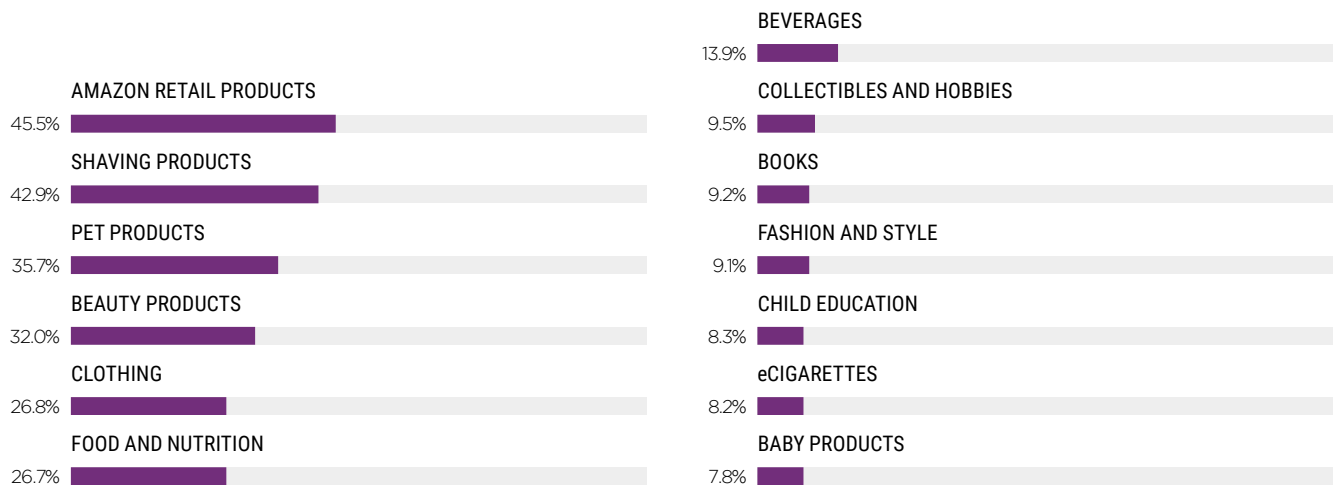 AMAZON RETAIL PRODUCTS
45.5%
SHAVING PRODUCTS
42.9%
PET PRODUCTS
35.7%
BEAUTY PRODUCTS
32.0%
CLOTHING
26.8%
FOOD AND NUTRITION
26.7%
BEVERAGES
13.9%
COLLECTIBLES AND HOBBIES
9.5%
BOOKS
9.2%
FASHION AND STYLE
9.1%
CHILD EDUCATION
8.3%
eCIGARETTES
8.2%
BABY PRODUCTS
7.8%